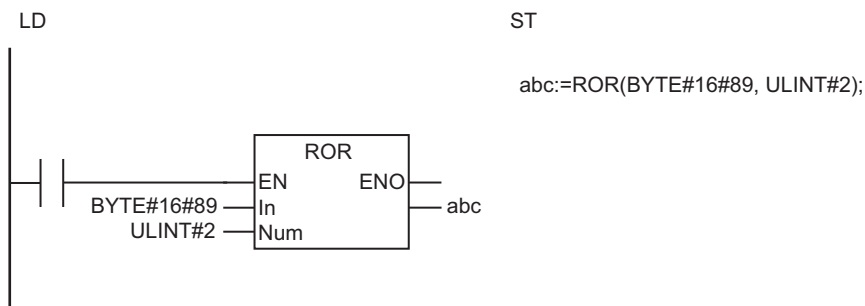 LD
ST
abc:=ROR(BYTE#16#89, ULINT#2);
ROR
EN ENO
BYTE#16#89 In abc
ULINT#2 Num